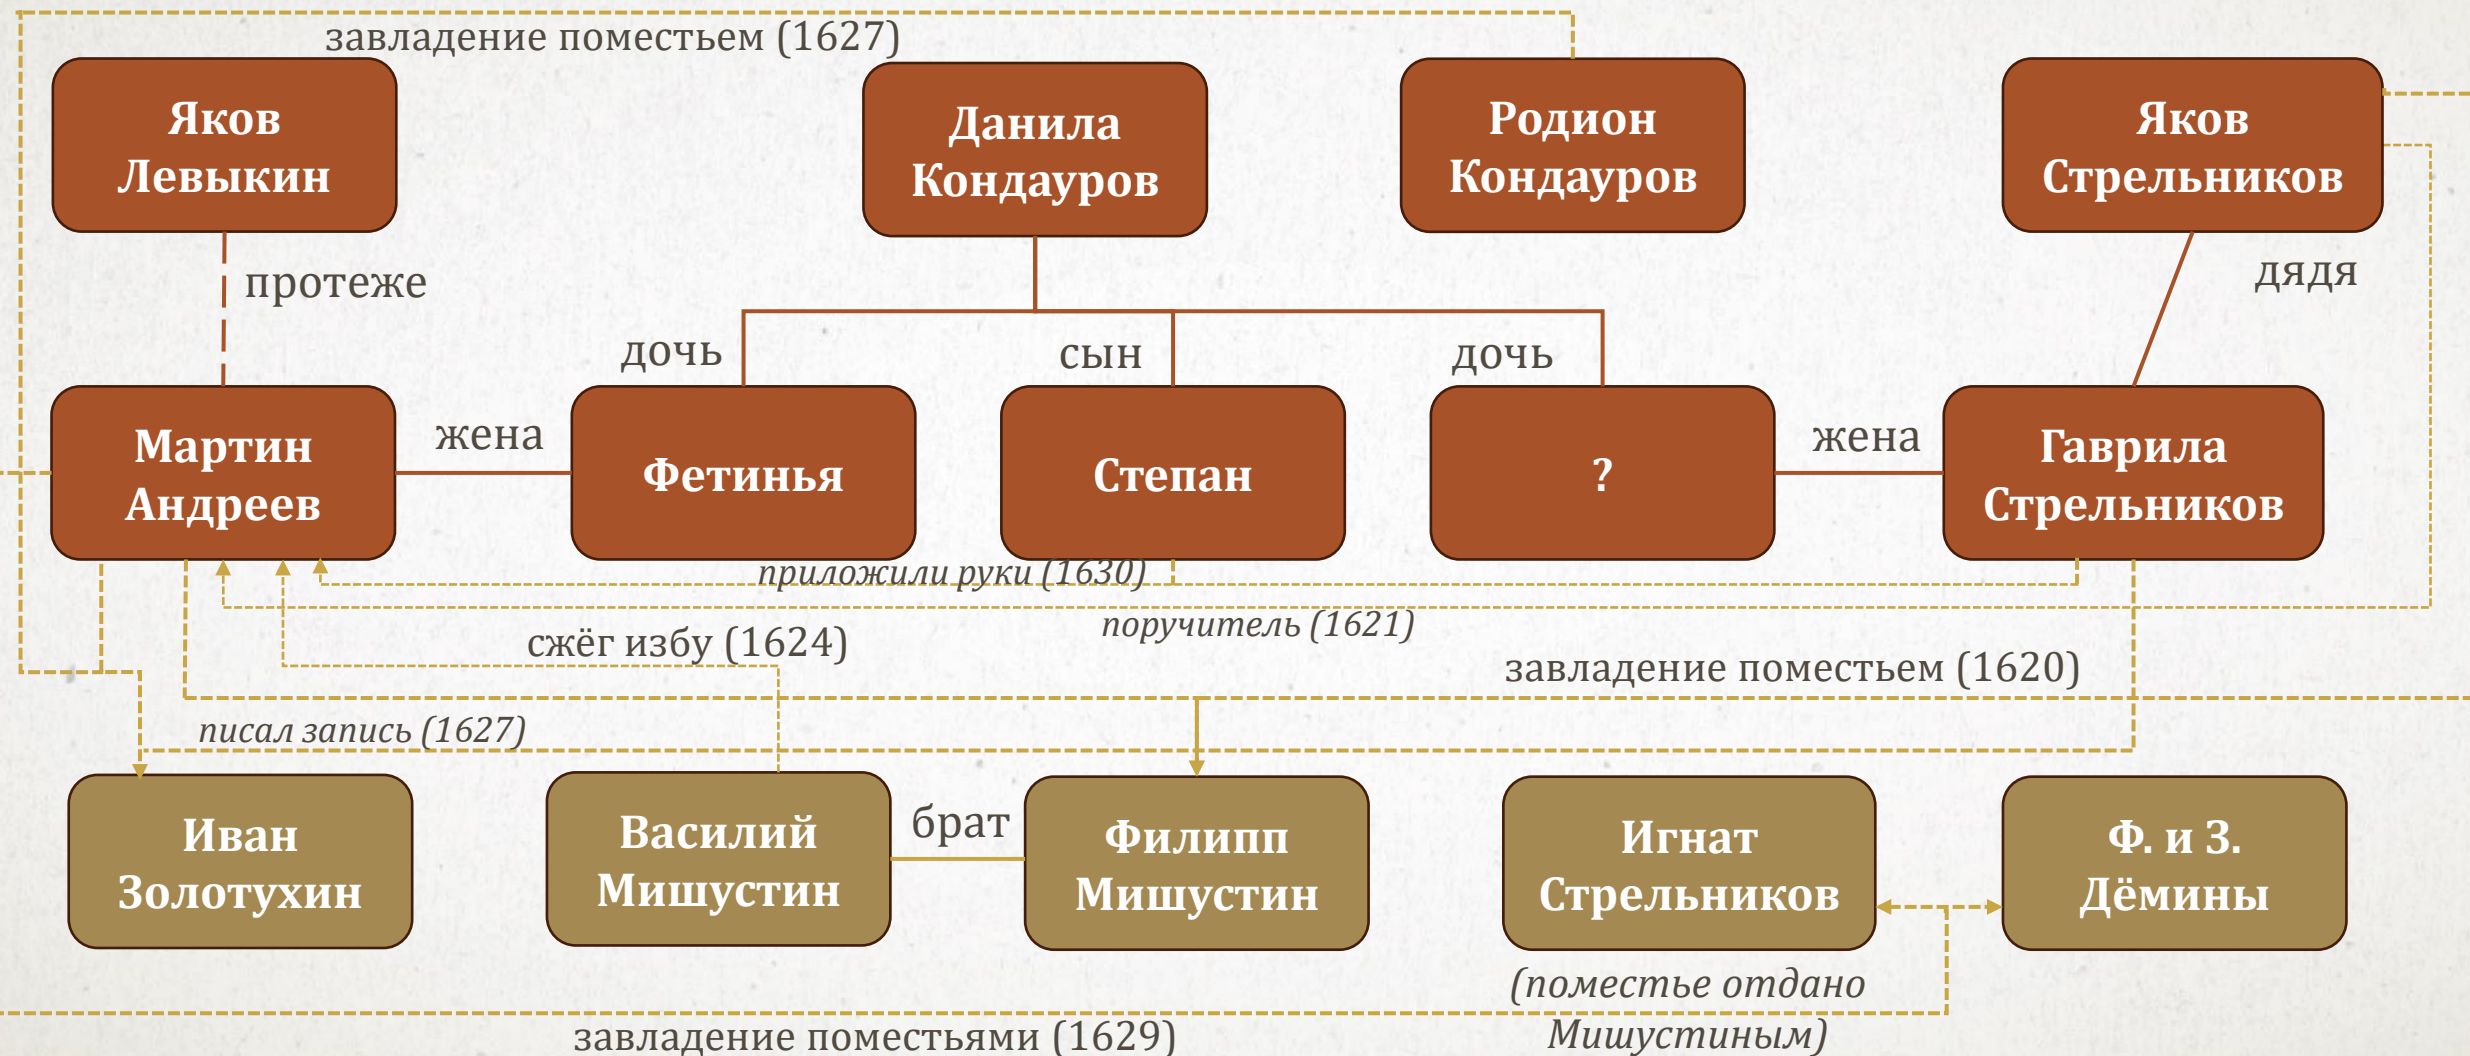 завладение поместьем (1627)
Яков
Левыкин
Данила
Кондауров
Родион
Кондауров
Яков
Стрельников
протеже
дядя
дочь
сын
дочь
Мартин
Андреев
жена
Фетинья
Степан
?
жена
Гаврила
Стрельников
приложили руки (1630)
поручитель (1621)
сжёг избу (1624)
завладение поместьем (1620)
писал запись (1627)
Иван
Золотухин
Василий
Мишустин
брат
Филипп
Мишустин
Игнат
Стрельников
Ф. и З.
Дёмины
(поместье отдано
Мишустиным)
завладение поместьями (1629)